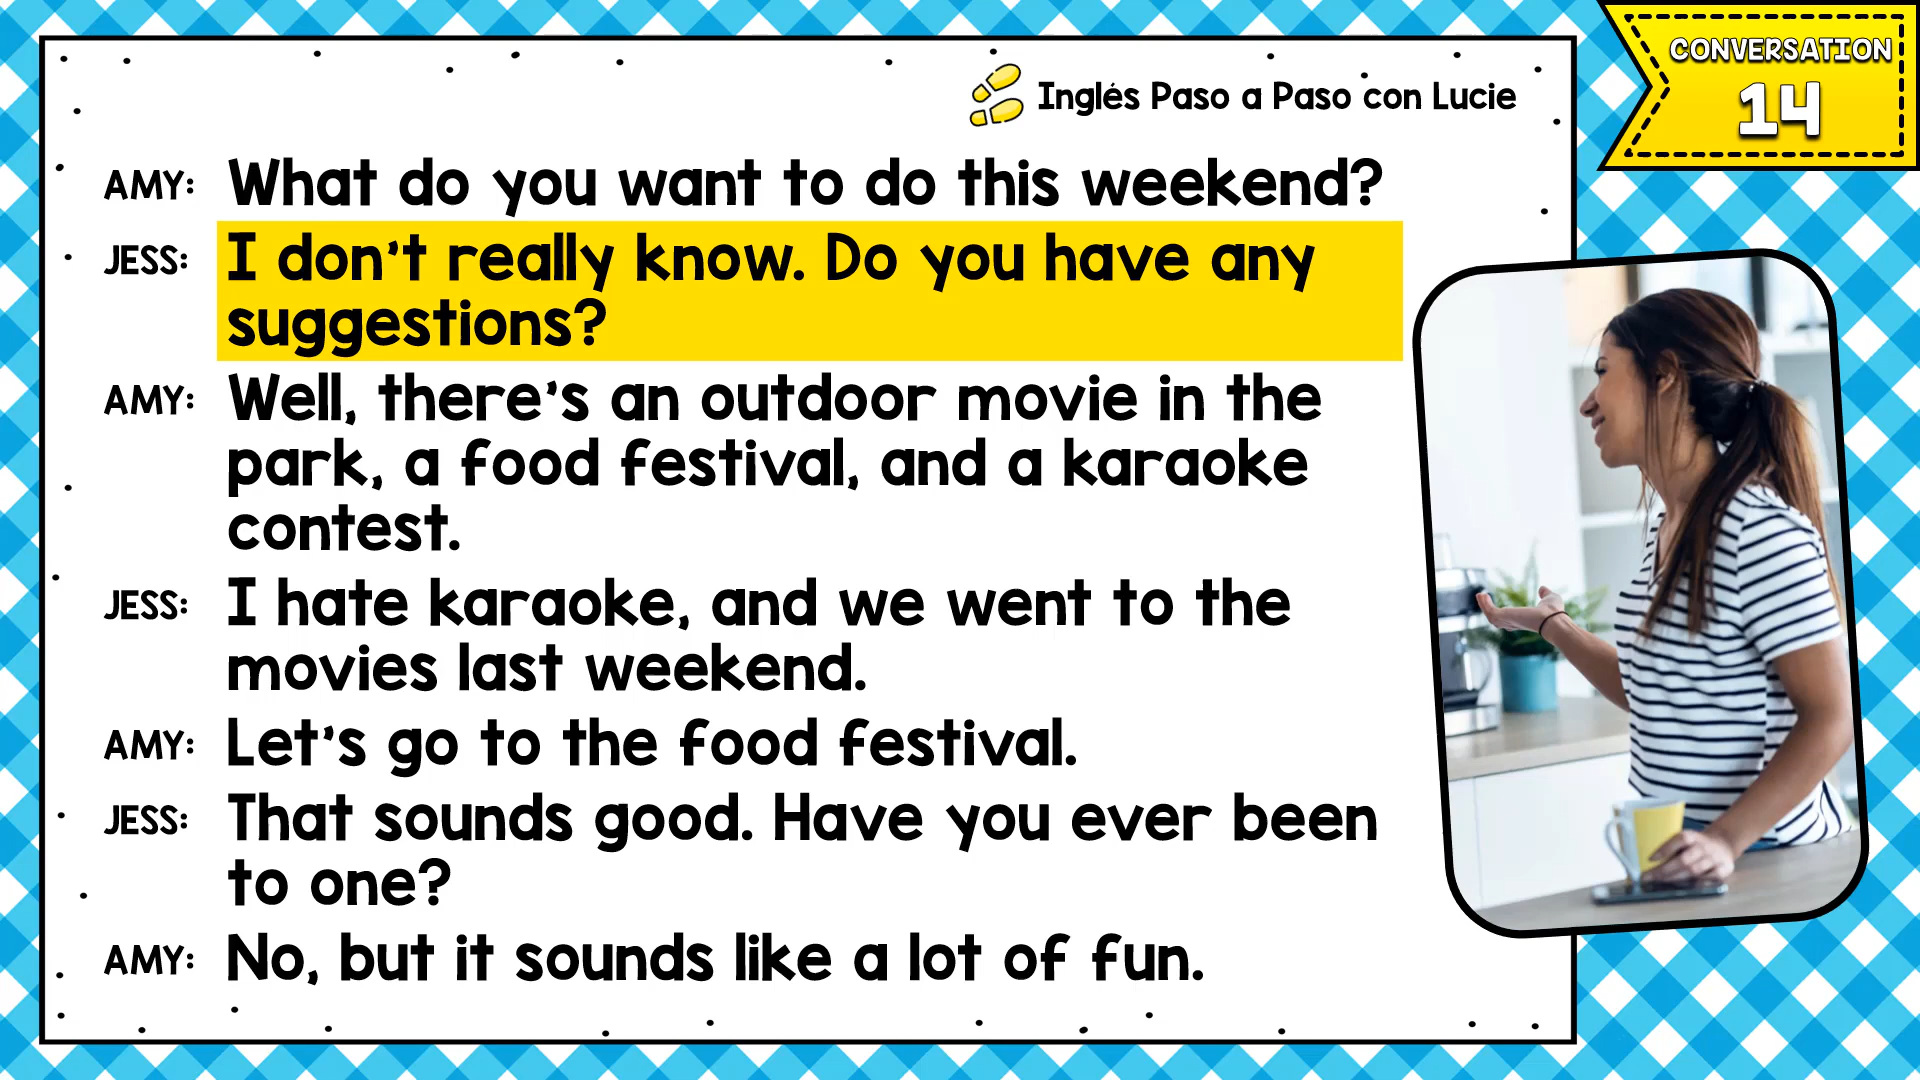 CONVERSATION
14
Inglés Paso a Paso con Lucie
AMY: What do you want to do this weekend?
JESS: I don't really know. Do you have any
suggestions?
AMY: Well, there's an outdoor movie in the
park, a food festival, and a karaoke
contest.
JESS: I hate karaoke, and we went to the
movies last weekend.
AMY: Let's go to the food festival.
JESS: That sounds good. Have you ever been
to one?
AMY: No, but it sounds like a lot of fun.